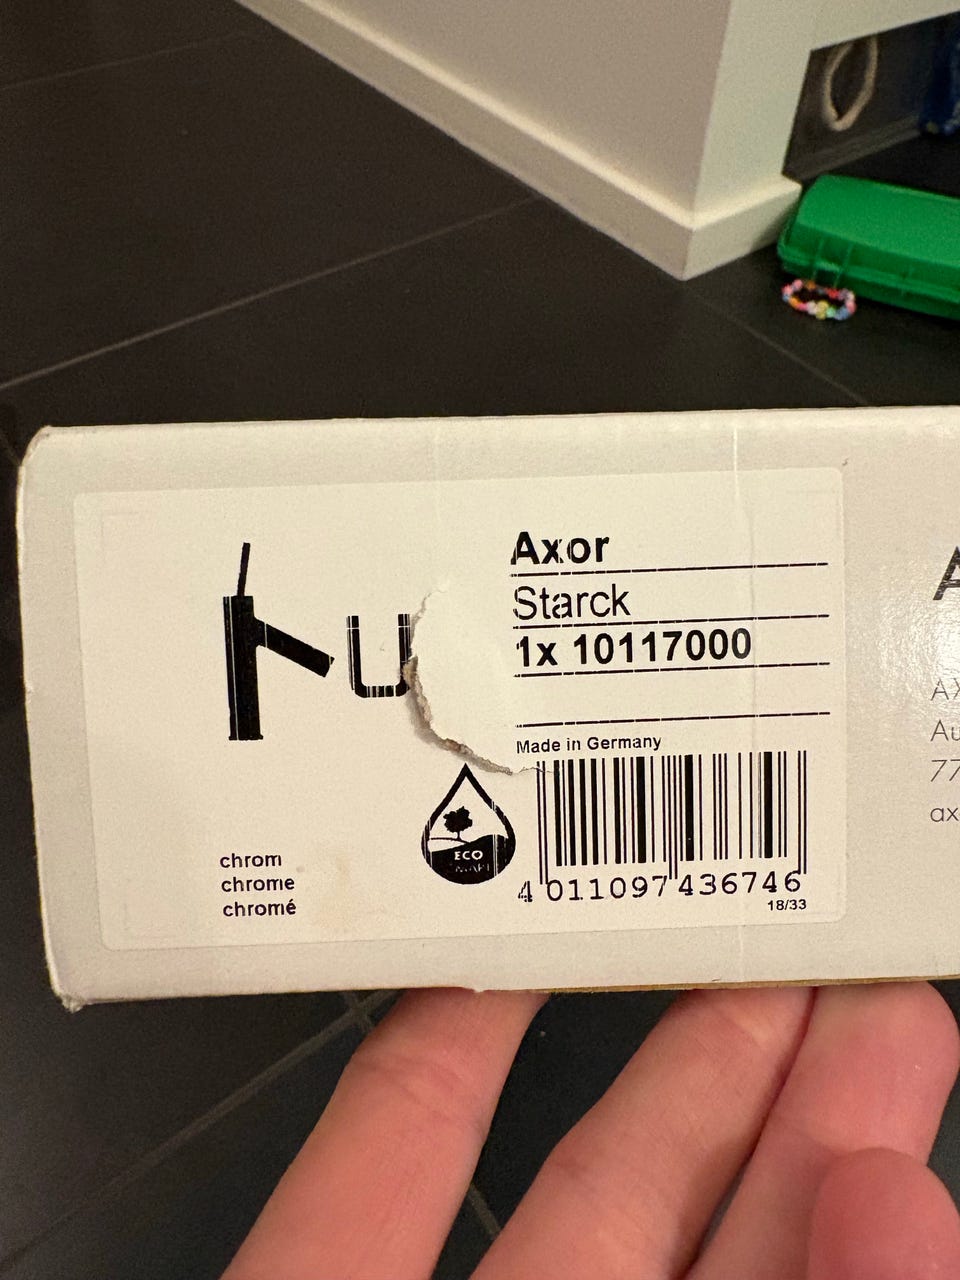 Axor
Starck
1x 10117000
Made in Germany
ECO
chrom
chrome
chromé
4 011097 436746
18/33